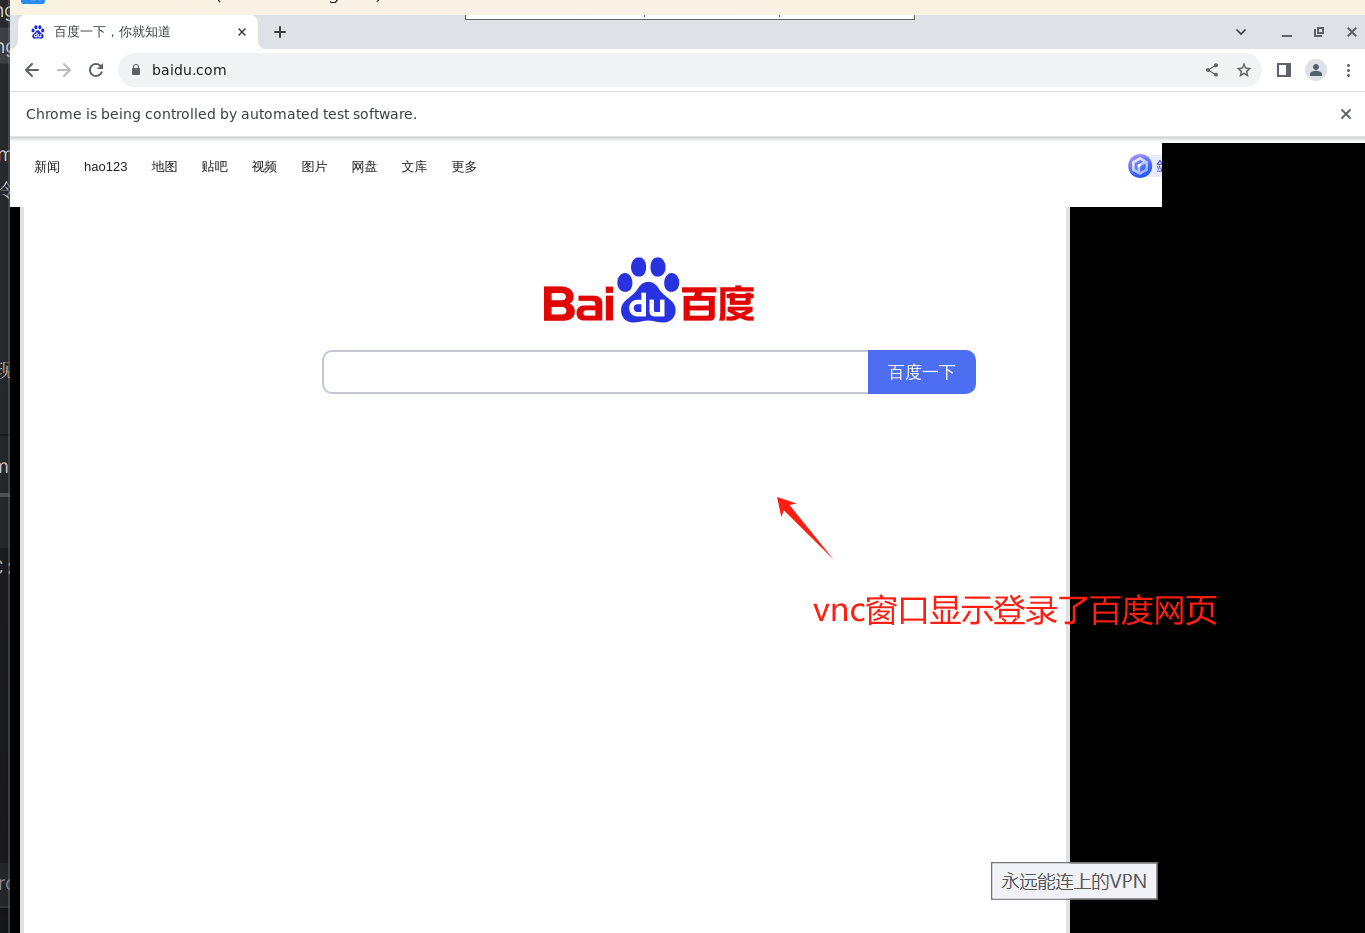 百度一下，你就知道
baidu.com
Chrome is being controlled by automated test software.
新闻 hao123 地图 贴吧 视频 图片 网盘 文库 更多
Bai du 百度
百度一下
vnc窗口显示登录了百度网页
永远能连上的VPN